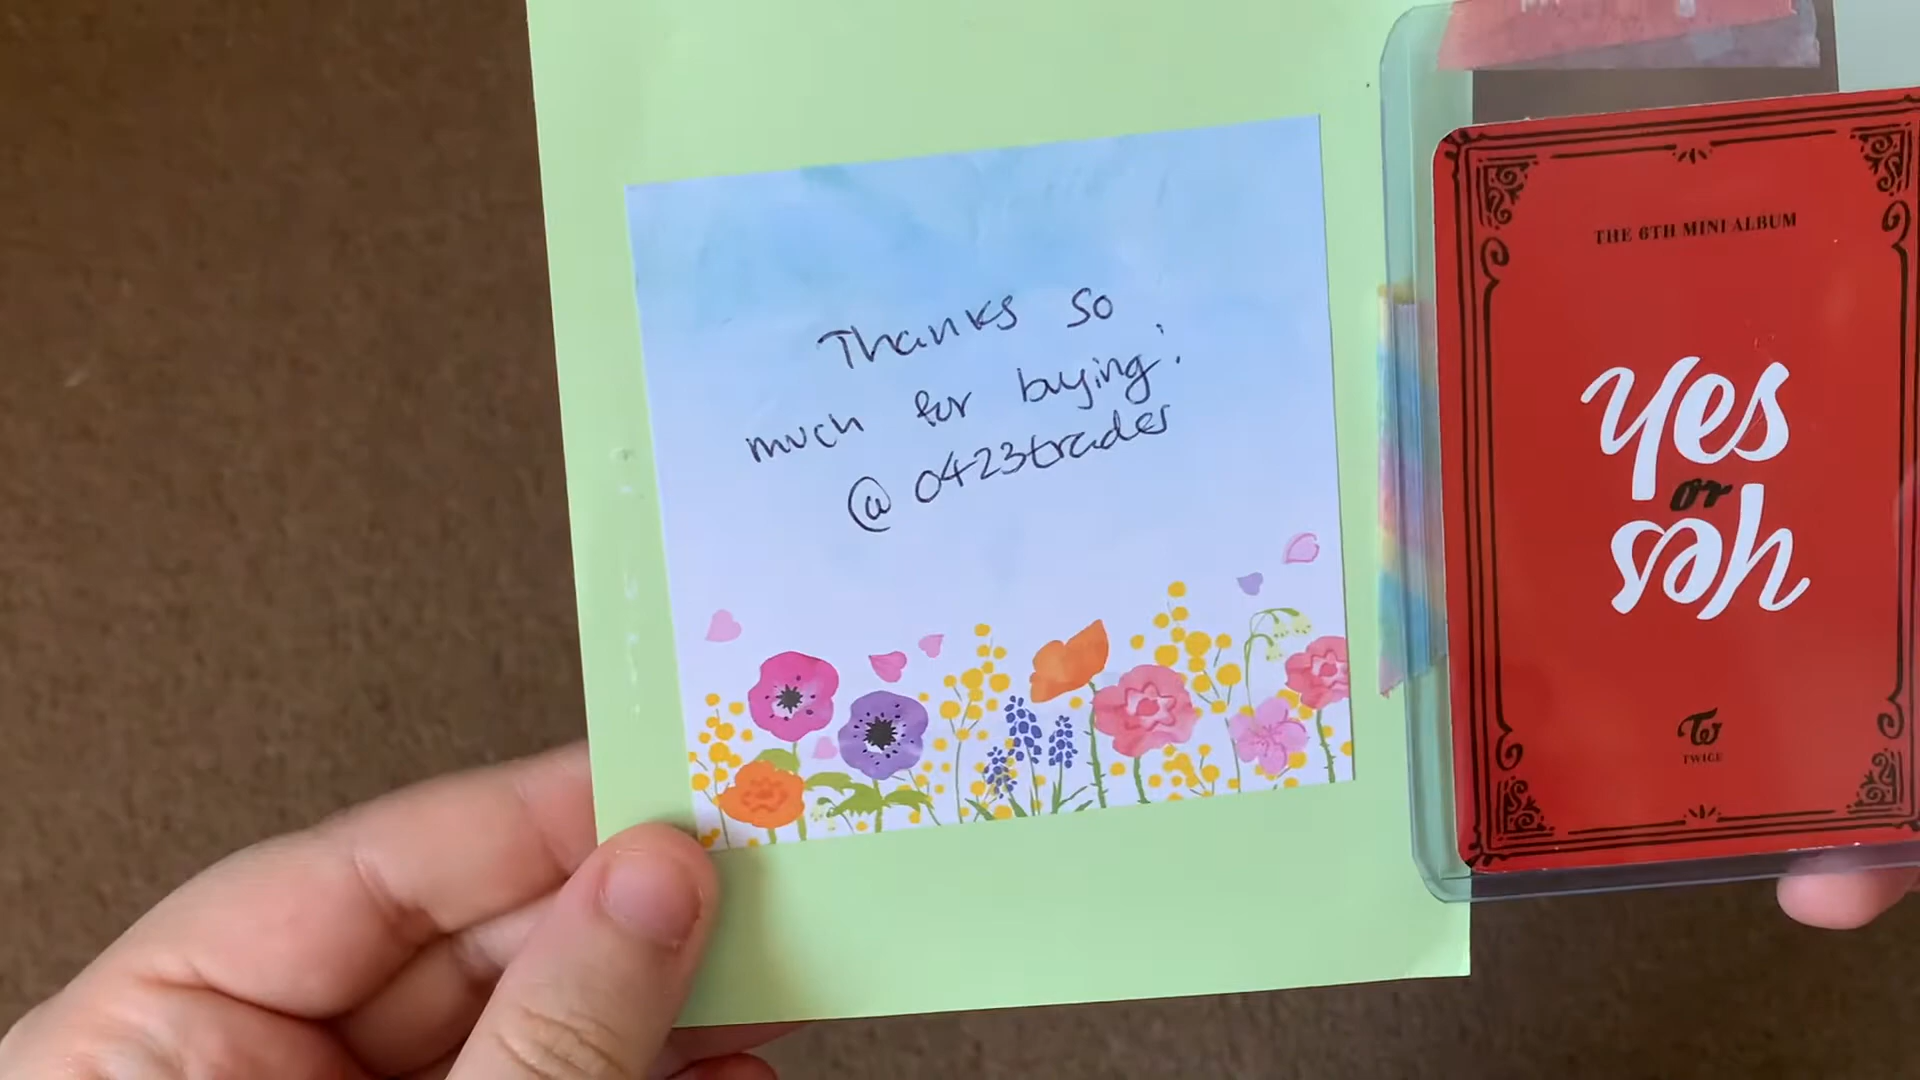 Thanks so
much for buying!
@0423trades
THE 6TH MINI ALBUM
yes
or
yes
TWICE